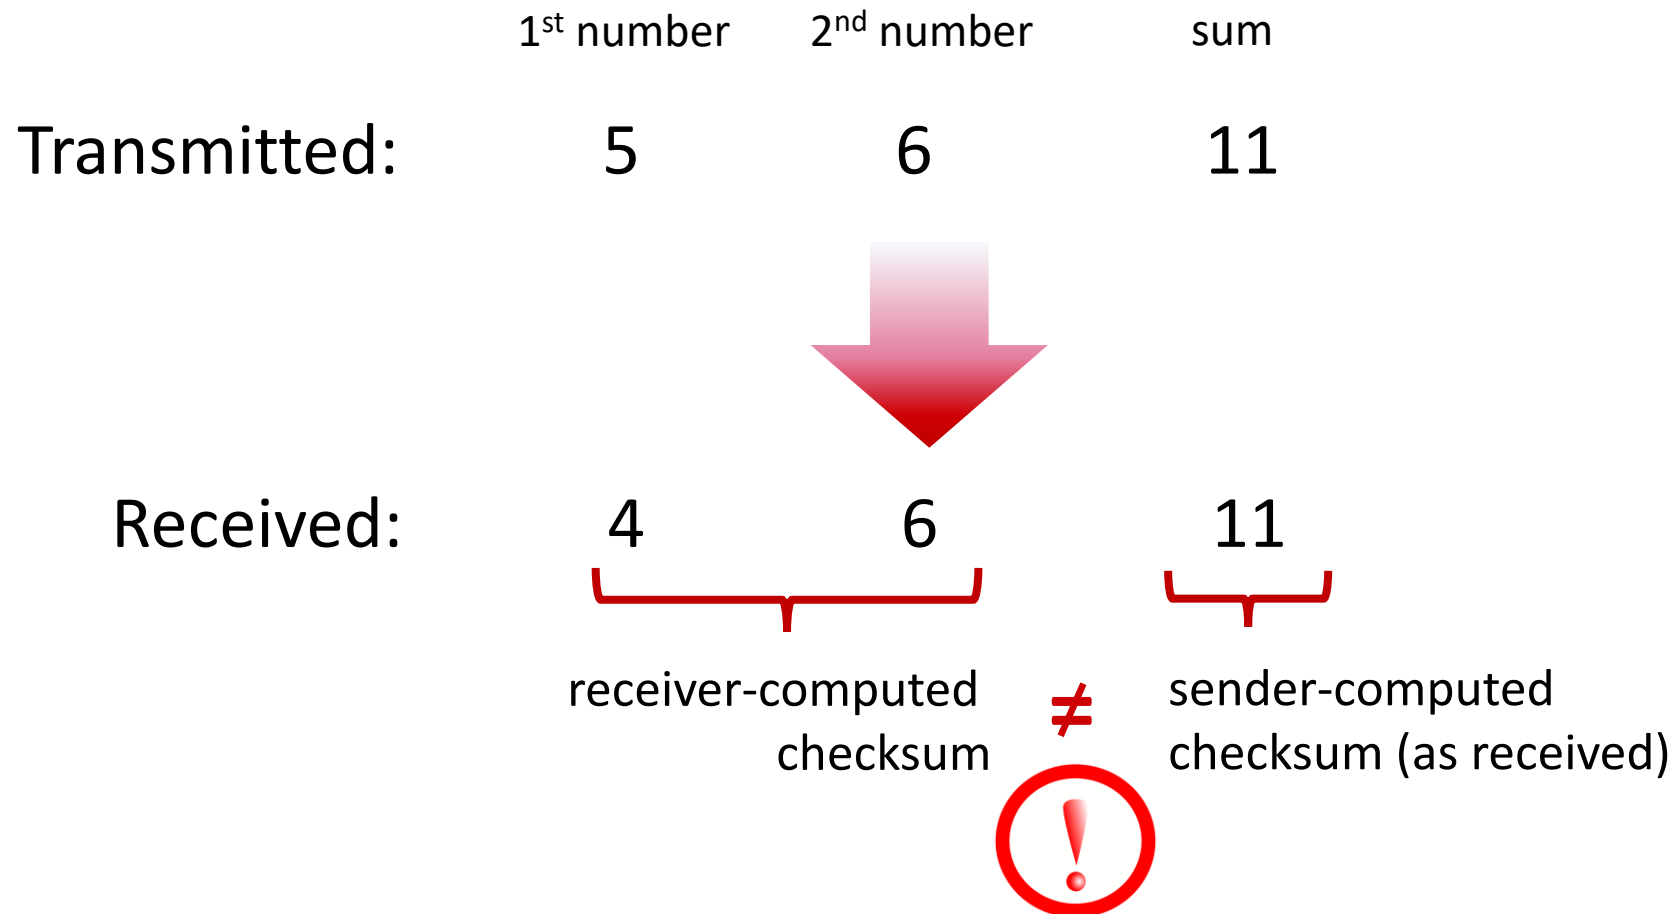 1st number 2nd number sum
Transmitted: 5 6 11
Received: 4 6 11
receiver-computed ≠ sender-computed
checksum checksum (as received)
!